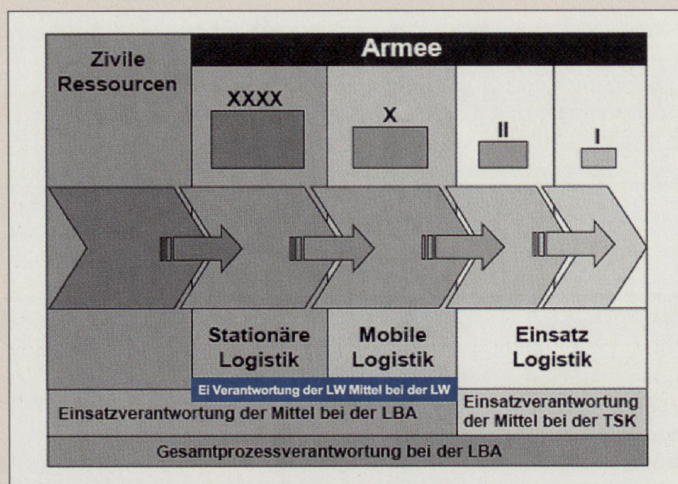 Zivile
Ressourcen
Armee
XXXX
X
II
I
Stationäre
Logistik
Mobile
Logistik
Einsatz
Logistik
Ei Verantwortung der LW Mittel bei der LW
Einsatzverantwortung der Mittel bei der LBA
Einsatzverantwortung
der Mittel bei der TSK
Gesamtprozessverantwortung bei der LBA